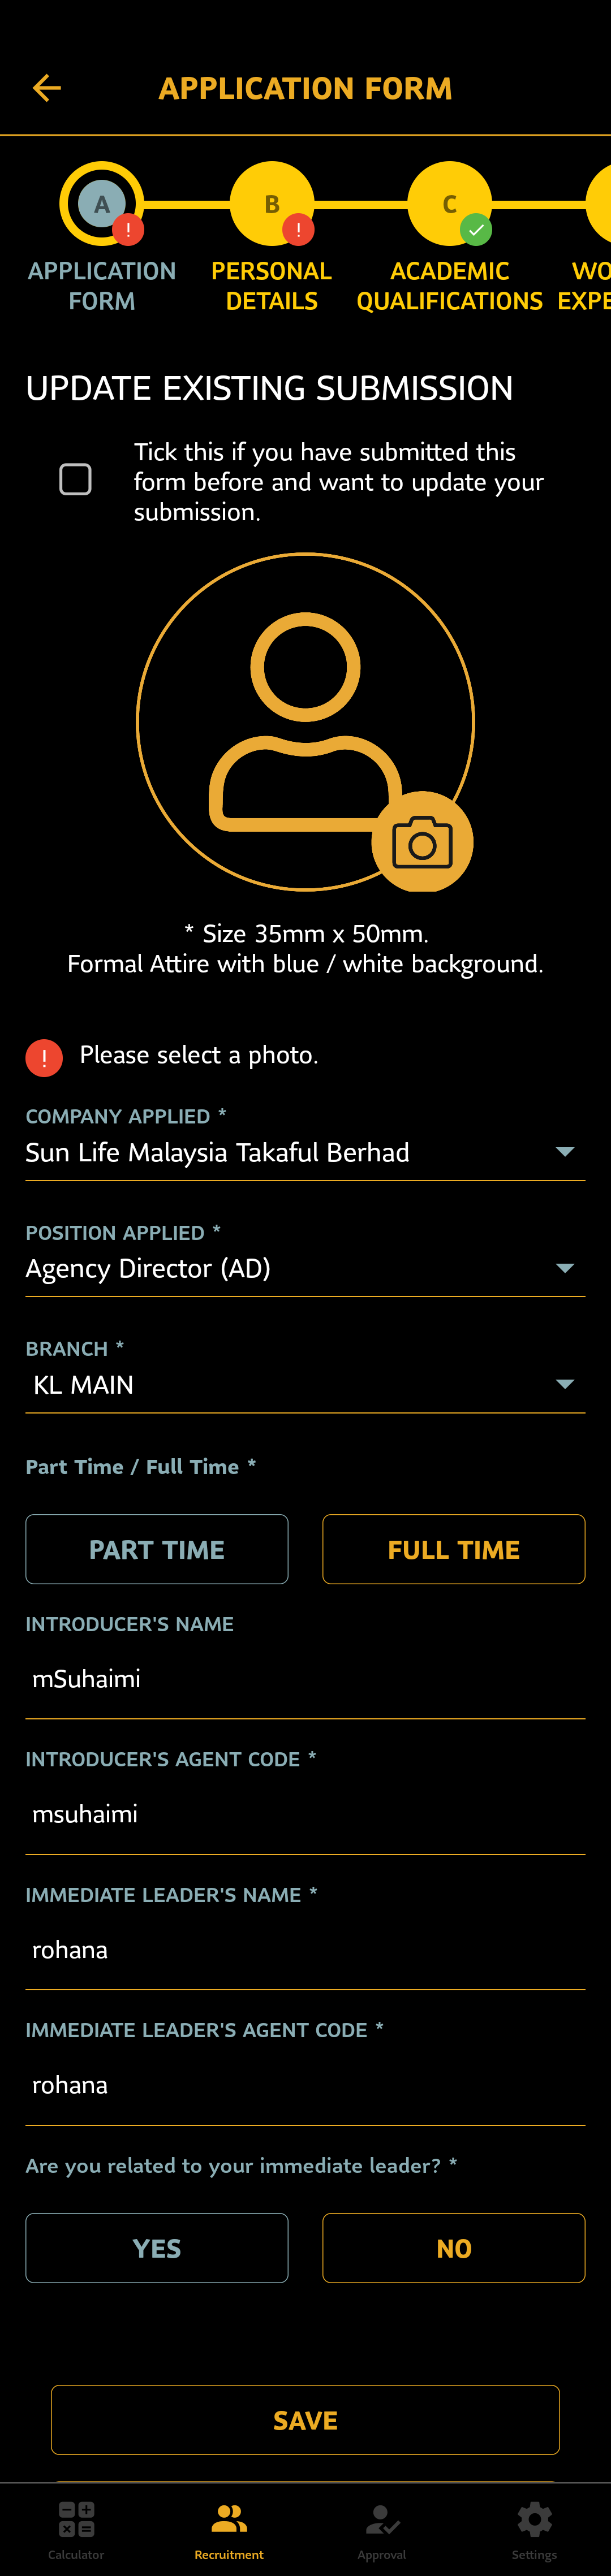 APPLICATION FORM
A
B
C
APPLICATION
FORM
PERSONAL
DETAILS
ACADEMIC
QUALIFICATIONS
WO
EXPE
UPDATE EXISTING SUBMISSION
Tick this if you have submitted this
form before and want to update your
submission.
* Size 35mm x 50mm.
Formal Attire with blue / white background.
Please select a photo.
COMPANY APPLIED *
Sun Life Malaysia Takaful Berhad
POSITION APPLIED *
Agency Director (AD)
BRANCH *
KL MAIN
Part Time / Full Time *
PART TIME
FULL TIME
INTRODUCER'S NAME
mSuhaimi
INTRODUCER'S AGENT CODE *
msuhaimi
IMMEDIATE LEADER'S NAME *
rohana
IMMEDIATE LEADER'S AGENT CODE *
rohana
Are you related to your immediate leader? *
YES
NO
SAVE
Calculator
Recruitment
Approval
Settings